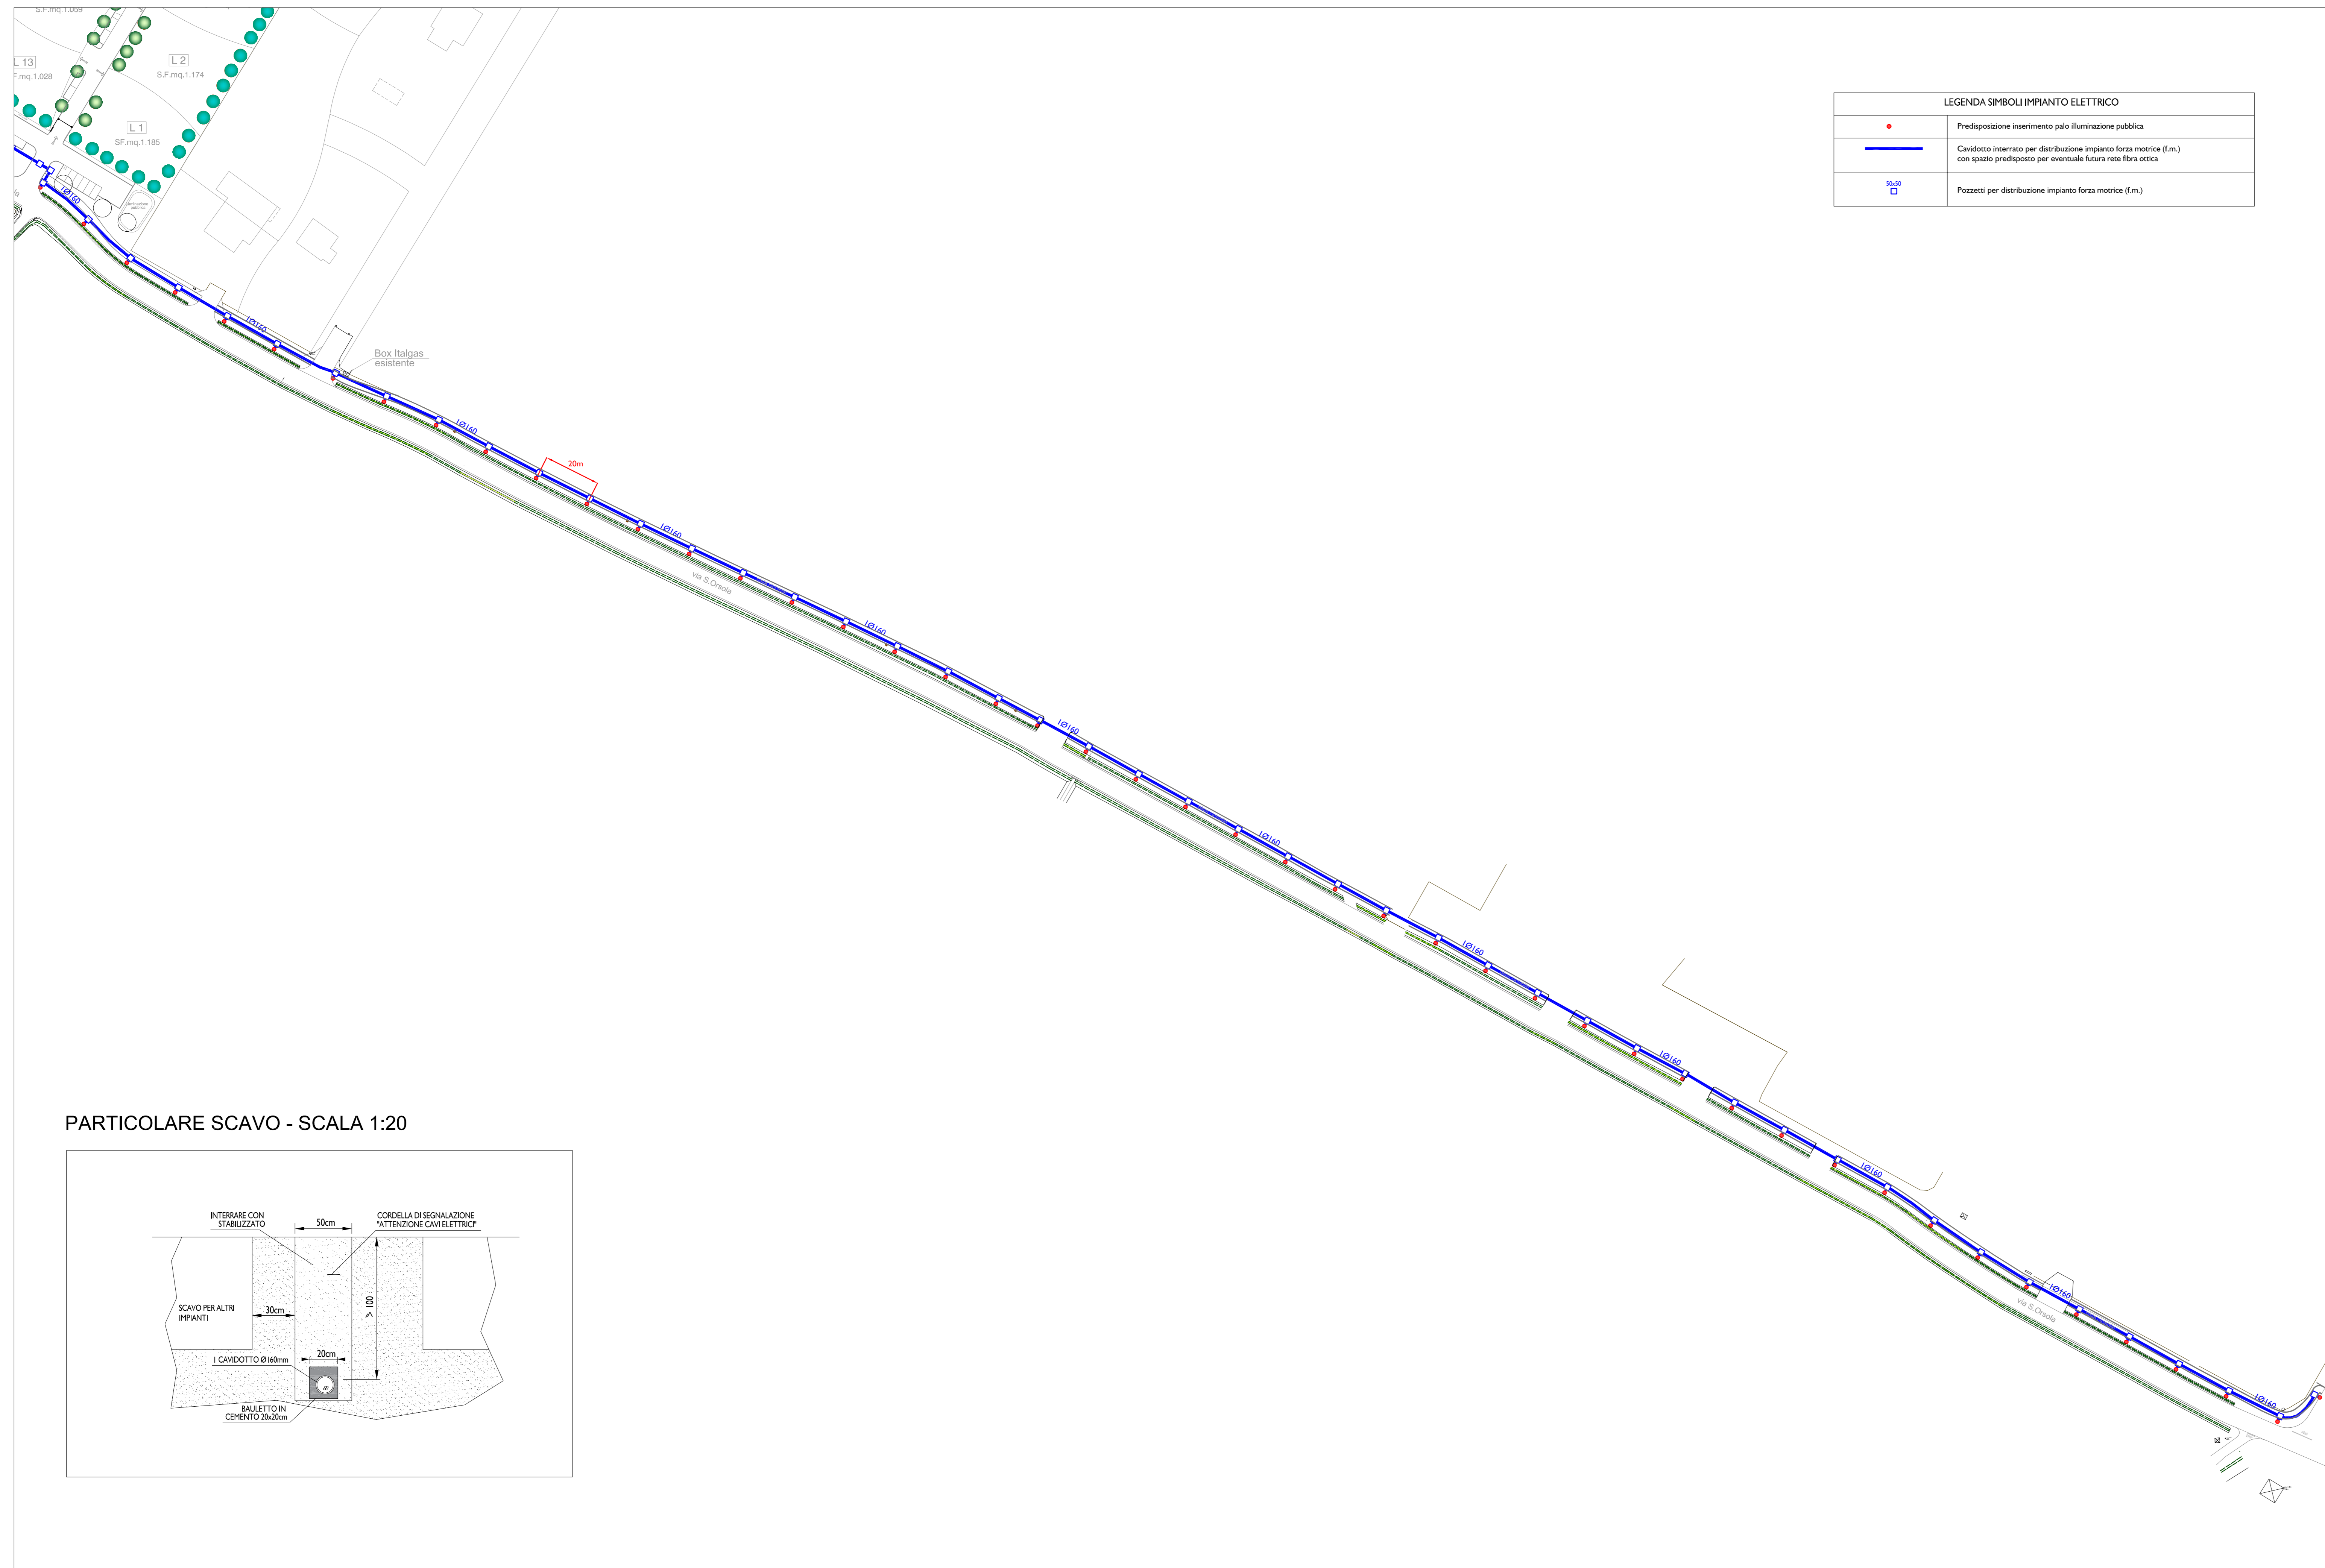 S.F.mq.1.059
L 13
F.mq.1.028
L 2
S.F.mq.1.174
L 1
SF.mq.1.185
LEGENDA SIMBOLI IMPIANTO ELETTRICO
Predisposizione inserimento palo illuminazione pubblica
Cavidotto interrato per distribuzione impianto forza motrice (f.m.)
con spazio predisposto per eventuale futura rete fibra ottica
50x50
Pozzetti per distribuzione impianto forza motrice (f.m.)
1Ø160
1Ø160
Box Italgas
esistente
1Ø160
20m
1Ø160
via S.Orsola
1Ø160
1Ø160
1Ø160
1Ø160
1Ø160
1Ø160
1Ø160
via S.Orsola
1Ø160
PARTICOLARE SCAVO - SCALA 1:20
INTERRARE CON
STABILIZZATO
50cm
CORDELLA DI SEGNALAZIONE
"ATTENZIONE CAVI ELETTRICI"
SCAVO PER ALTRI
IMPIANTI
30cm
⩾ 100
20cm
1 CAVIDOTTO Ø160mm
BAULETTO IN
CEMENTO 20x20cm